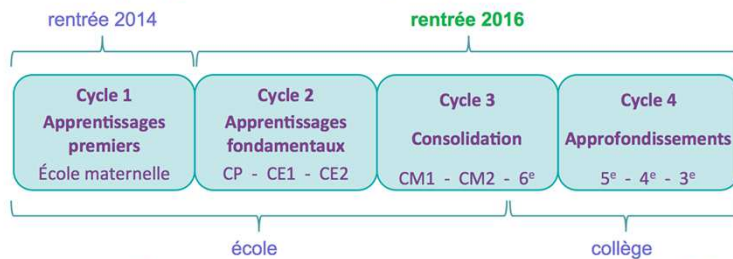 rentrée 2014
rentrée 2016
Cycle 1
Apprentissages
premiers
École maternelle
Cycle 2
Apprentissages
fondamentaux
CP - CE1 - CE2
Cycle 3
Consolidation
CM1 - CM2 - 6e
Cycle 4
Approfondissements
5e - 4e - 3e
école
collège